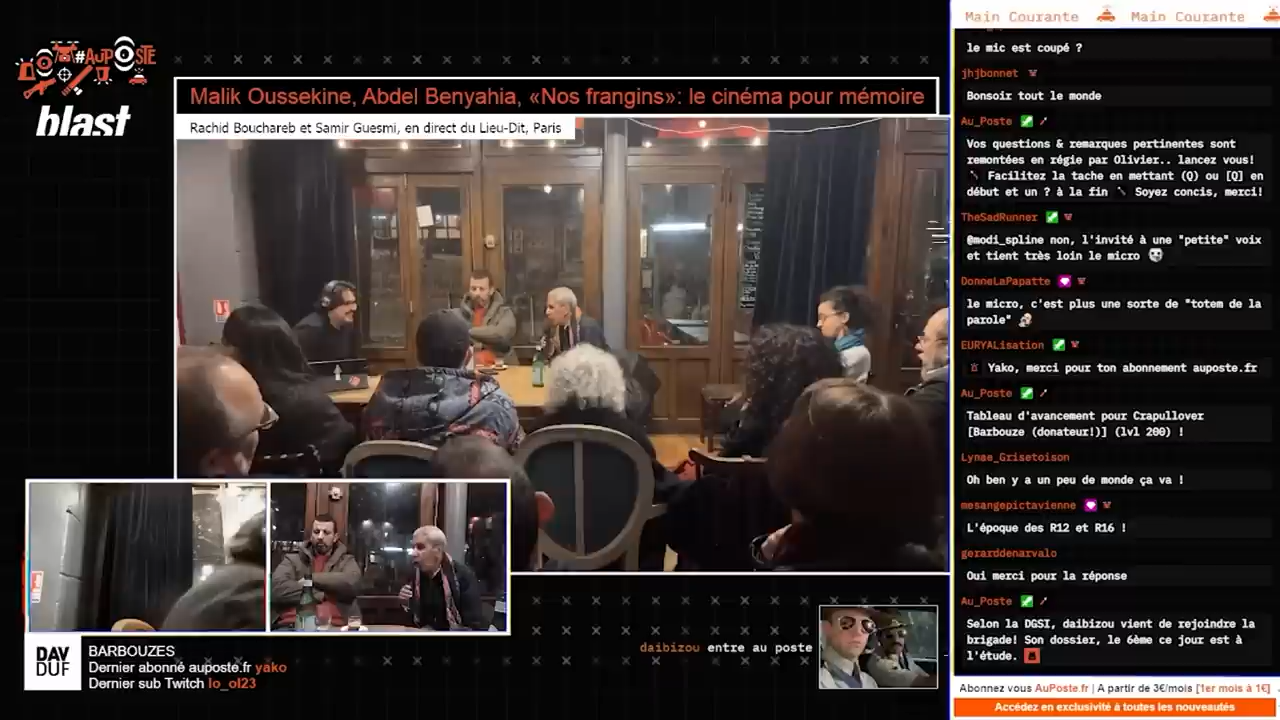 #AuPOSTE
blast
Malik Oussekine, Abdel Benyahia, «Nos frangins»: le cinéma pour mémoire
Rachid Bouchareb et Samir Guesmi, en direct du Lieu-Dit, Paris
DAV
DUF
BARBOUZES
Dernier abonné auposte.fr yako
Dernier sub Twitch lo_ol23
daibizou entre au poste
Main Courante Main Courante
le mic est coupé ?
jhjbonnet
Bonsoir tout le monde
Au_Poste
Vos questions & remarques pertinentes sont
remontées en régie par Olivier.. lancez vous!
Facilitez la tache en mettant (Q) ou [Q] en
début et un ? à la fin Soyez concis, merci!
TheSadRunner
@modi_spline non, l'invité à une "petite" voix
et tient très loin le micro
DonneLaPapatte
le micro, c'est plus une sorte de "totem de la
parole"
EURYALisation
Yako, merci pour ton abonnement auposte.fr
Au_Poste
Tableau d'avancement pour Crapullover
[Barbouze (donateur!)] (lvl 200) !
Lynae_Grisetoison
Oh ben y a un peu de monde ça va !
mesangepictavienne
L'époque des R12 et R16 !
gerarddenarvalo
Oui merci pour la réponse
Au_Poste
Selon la DGSI, daibizou vient de rejoindre la
brigade! Son dossier, le 6ème ce jour est à
l'étude.
Abonnez vous AuPoste.fr | A partir de 3€/mois [1er mois à 1€]
Accédez en exclusivité à toutes les nouveautés